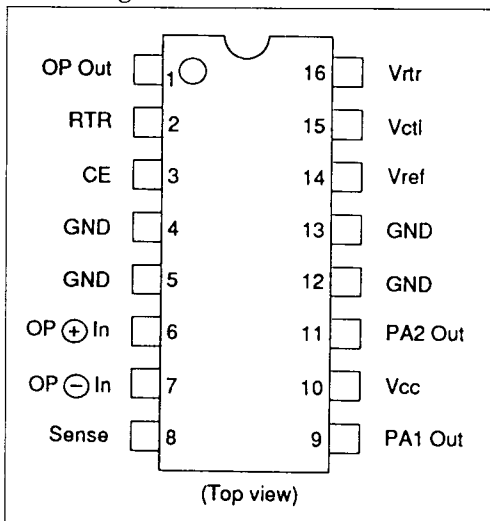 OP Out 1 16 Vrtr
RTR 2 15 Vctl
CE 3 14 Vref
GND 4 13 GND
GND 5 12 GND
OP ⊕ In 6 11 PA2 Out
OP ⊖ In 7 10 Vcc
Sense 8 9 PA1 Out
(Top view)